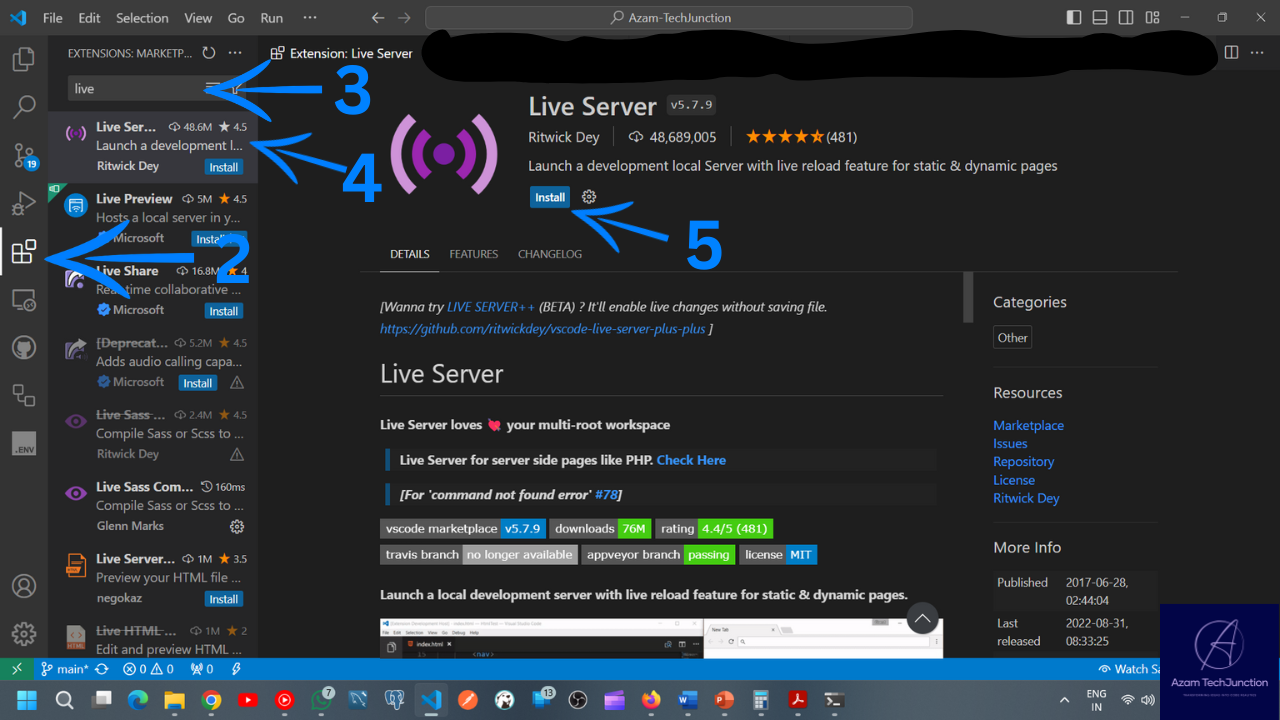 File Edit Selection View Go Run ···
Azam-TechJunction
EXTENSIONS: MARKETP...
live
3
Live Ser... 48.6M 4.5
Launch a development l...
Ritwick Dey Install
4
Live Preview 5M 4.5
Hosts a local server in y...
Microsoft Install
2
Live Share 16.8M 4
Real-time collaborative ...
Microsoft Install
[Deprecat... 5.2M 4.5
Adds audio calling capa...
Microsoft Install
Live Sass ... 2.4M 4.5
Compile Sass or Scss to ...
Ritwick Dey
Live Sass Com... 160ms
Compile Sass or Scss to ...
Glenn Marks
Live Server... 1M 3.5
Preview your HTML file ...
negokaz Install
Live HTML ... 1M 2
Edit and preview HTML ...
19
.ENV
Extension: Live Server
Live Server v5.7.9
Ritwick Dey 48,689,005 (481)
Launch a development local Server with live reload feature for static & dynamic pages
Install
5
DETAILS FEATURES CHANGELOG
[Wanna try LIVE SERVER++ (BETA) ? It'll enable live changes without saving file.
https://github.com/ritwickdey/vscode-live-server-plus-plus ]
Live Server
Live Server loves 💘 your multi-root workspace
Live Server for server side pages like PHP. Check Here
[For 'command not found error' #78]
vscode marketplace v5.7.9 downloads 76M rating 4.4/5 (481)
travis branch no longer available appveyor branch passing license MIT
Launch a local development server with live reload feature for static & dynamic pages.
File Edit Selection View Go Debug Help
index.html
<nav>
New Tab
Categories
Other
Resources
Marketplace
Issues
Repository
License
Ritwick Dey
More Info
Published 2017-06-28,
02:44:04
Last 2022-08-31,
released 08:33:25
main* 0 0 0
Watch Sa
7
13
ENG
IN
Azam TechJunction